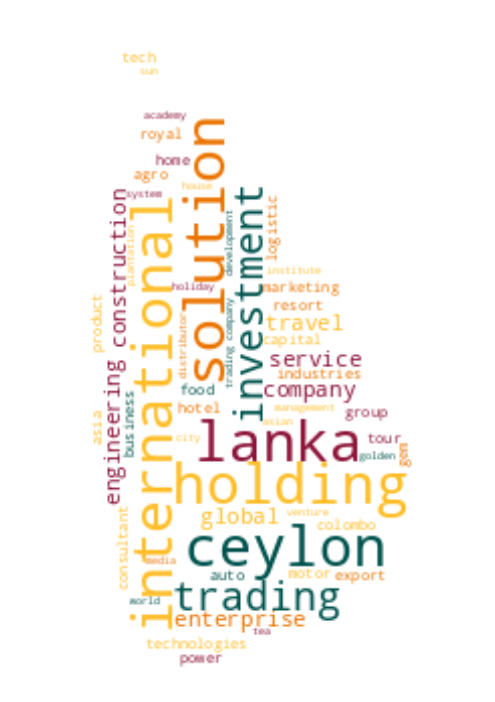 tech
sun
academy
royal
solution
home
agro
system
house
construction
international
investment
logistic
development
plantation
institute
holiday
marketing
product
resort
distributor
trading company
travel
capital
service
industries
engineering
food
company
business
hotel
management
group
asia
asian
lanka
city
tour
golden
gem
holding
global
venture
colombo
consultant
ceylon
media
auto
motor
export
world
trading
enterprise
tea
technologies
power